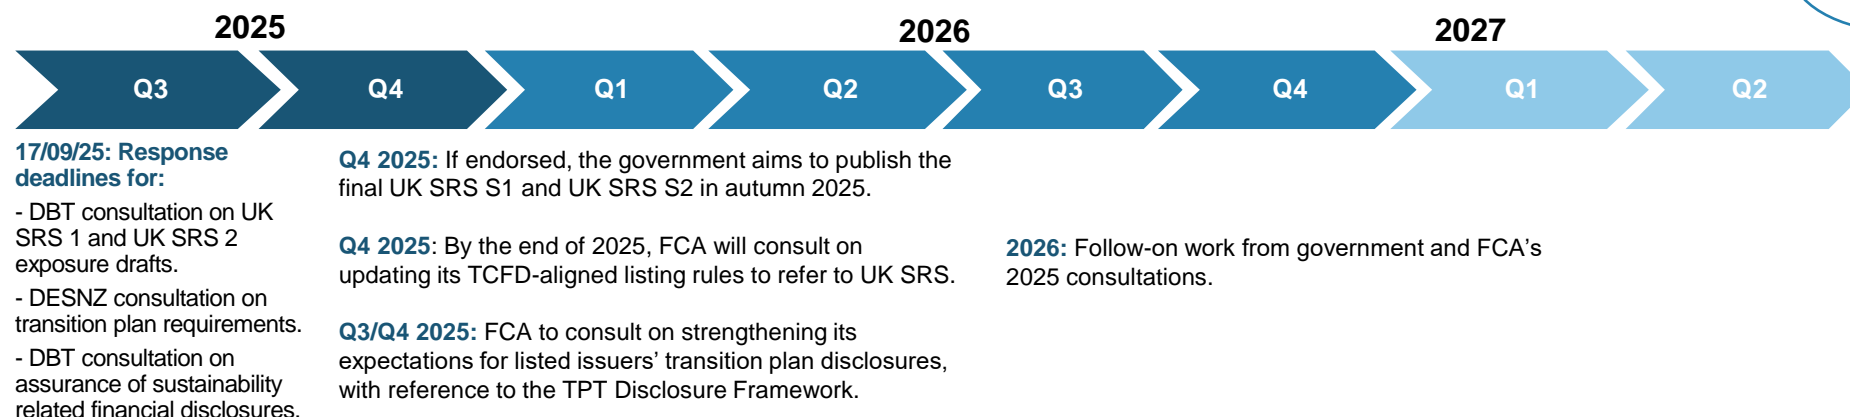 2025
2026
2027
Q3
Q4
Q1
Q2
Q3
Q4
Q1
Q2
17/09/25: Response
deadlines for:
- DBT consultation on UK
SRS 1 and UK SRS 2
exposure drafts.
- DESNZ consultation on
transition plan requirements.
- DBT consultation on
assurance of sustainability
related financial disclosures.
Q4 2025: If endorsed, the government aims to publish the
final UK SRS S1 and UK SRS S2 in autumn 2025.
Q4 2025: By the end of 2025, FCA will consult on
updating its TCFD-aligned listing rules to refer to UK SRS.
Q3/Q4 2025: FCA to consult on strengthening its
expectations for listed issuers’ transition plan disclosures,
with reference to the TPT Disclosure Framework.
2026: Follow-on work from government and FCA’s
2025 consultations.